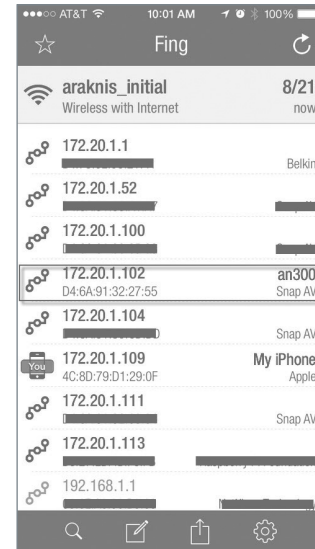 AT&T 10:01 AM 100%
Fing
araknis_initial 8/21
Wireless with Internet now
172.20.1.1
Belkin
172.20.1.52
172.20.1.100
172.20.1.102 an300
D4:6A:91:32:27:55 Snap AV
172.20.1.104
Snap AV
You 172.20.1.109 My iPhone
4C:8D:79:D1:29:0F Apple
172.20.1.111
Snap AV
172.20.1.113
192.168.1.1